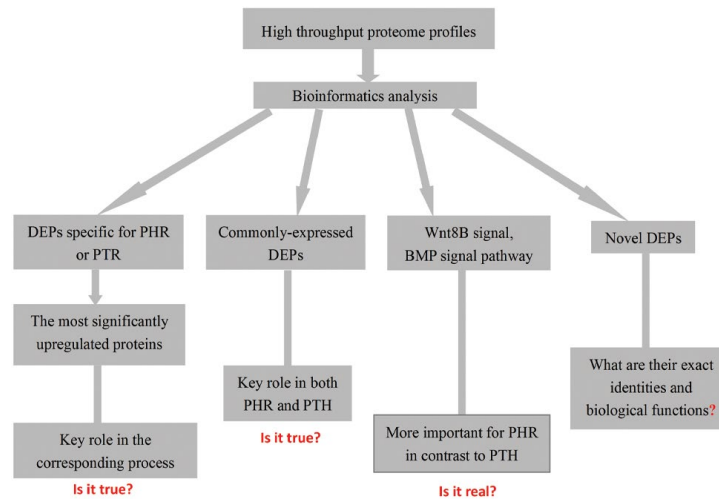 High throughput proteome profiles
Bioinformatics analysis
DEPs specific for PHR
or PTR
Commonly-expressed
DEPs
Wnt8B signal,
BMP signal pathway
Novel DEPs
The most significantly
upregulated proteins
Key role in both
PHR and PTH
Is it true?
What are their exact
identities and
biological functions?
Key role in the
corresponding process
Is it true?
More important for PHR
in contrast to PTH
Is it real?